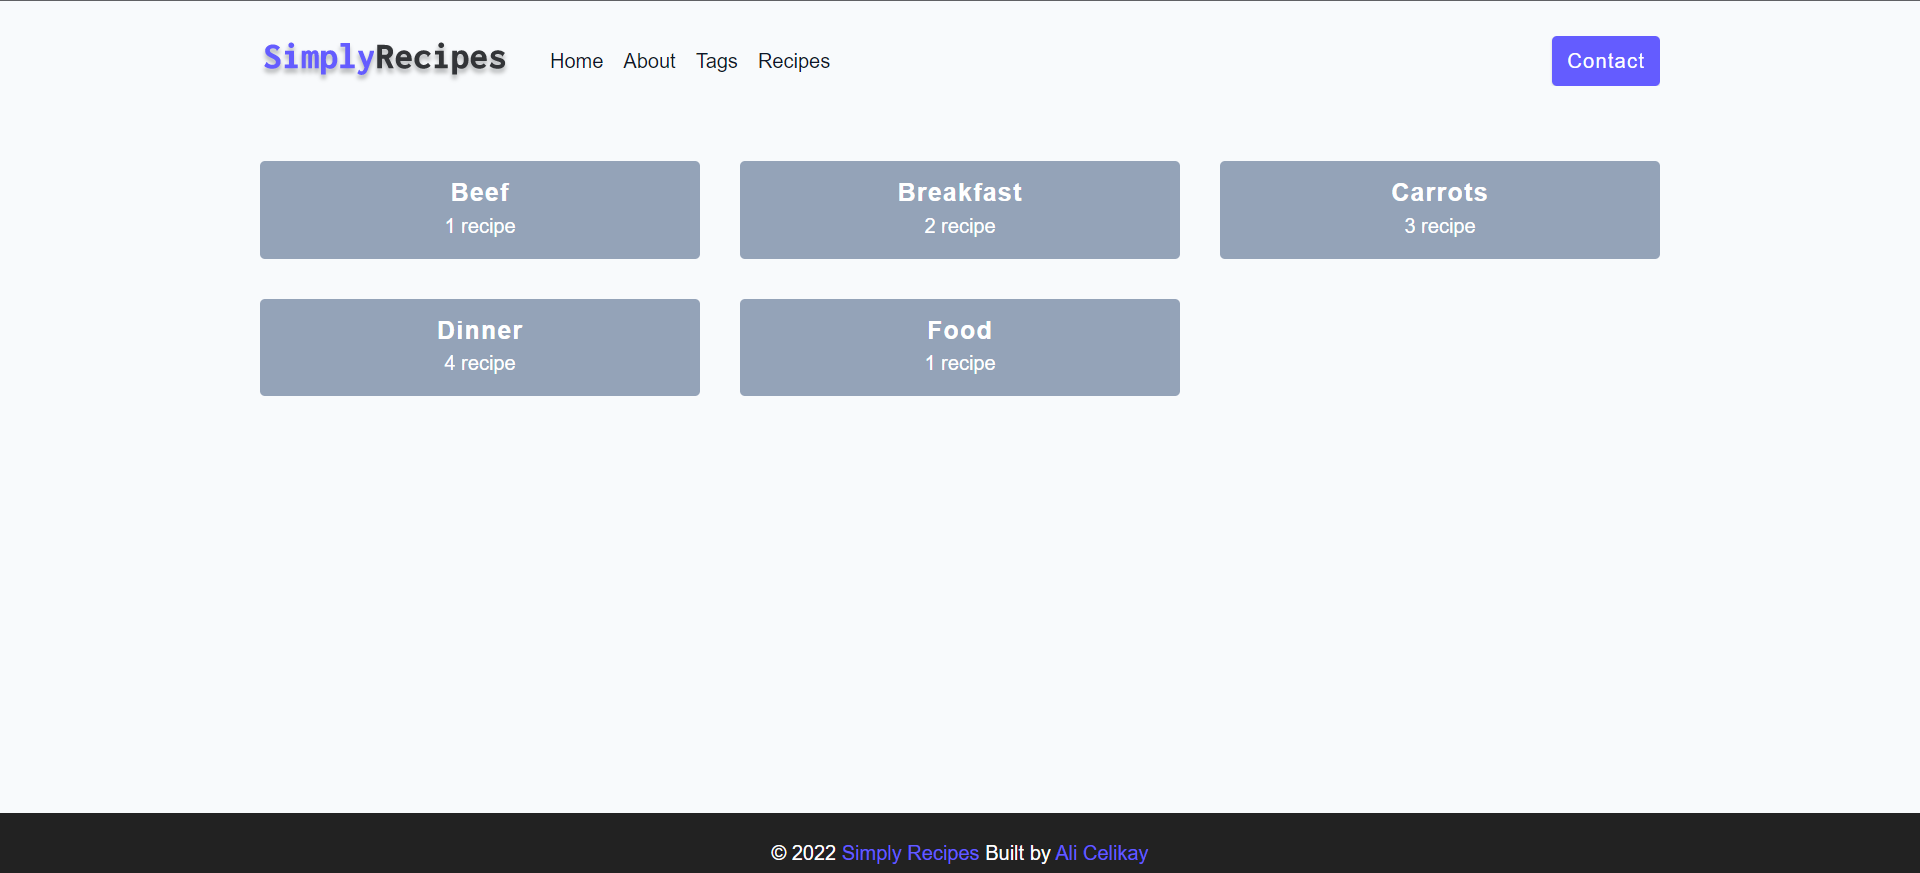 SimplyRecipes Home About Tags Recipes Contact
Beef
1 recipe
Breakfast
2 recipe
Carrots
3 recipe
Dinner
4 recipe
Food
1 recipe
© 2022 Simply Recipes Built by Ali Celikay